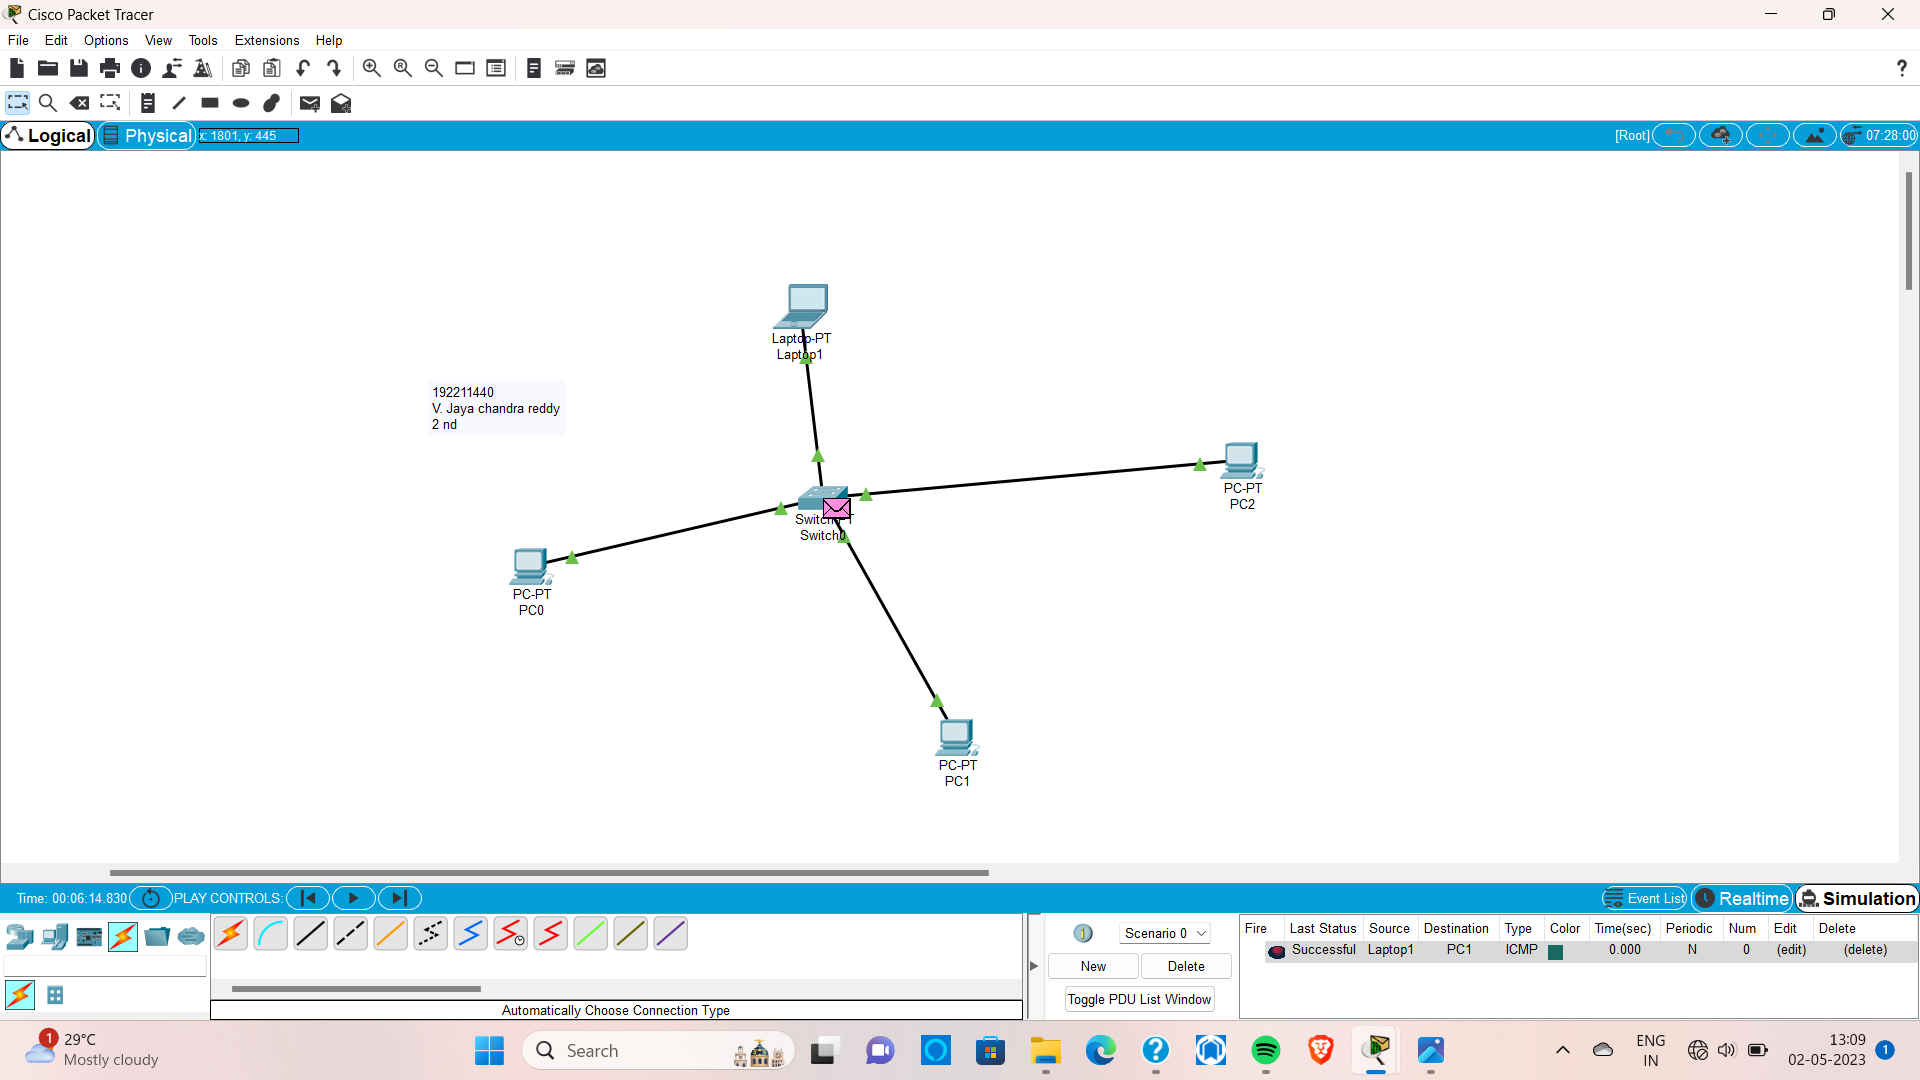 Cisco Packet Tracer
File Edit Options View Tools Extensions Help
?
Logical Physical x: 1801, y: 445 [Root] 07:28:00
Laptop-PT
Laptop1
192211440
V. Jaya chandra reddy
2 nd
PC-PT
PC2
Switch-PT
Switch0
PC-PT
PC0
PC-PT
PC1
Time: 00:06:14.830 PLAY CONTROLS: Event List Realtime Simulation
Scenario 0
New Delete
Toggle PDU List Window
Fire Last Status Source Destination Type Color Time(sec) Periodic Num Edit Delete
Successful Laptop1 PC1 ICMP 0.000 N 0 (edit) (delete)
Automatically Choose Connection Type
1 29°C
Mostly cloudy
Search
ENG
IN
13:09
02-05-2023
1